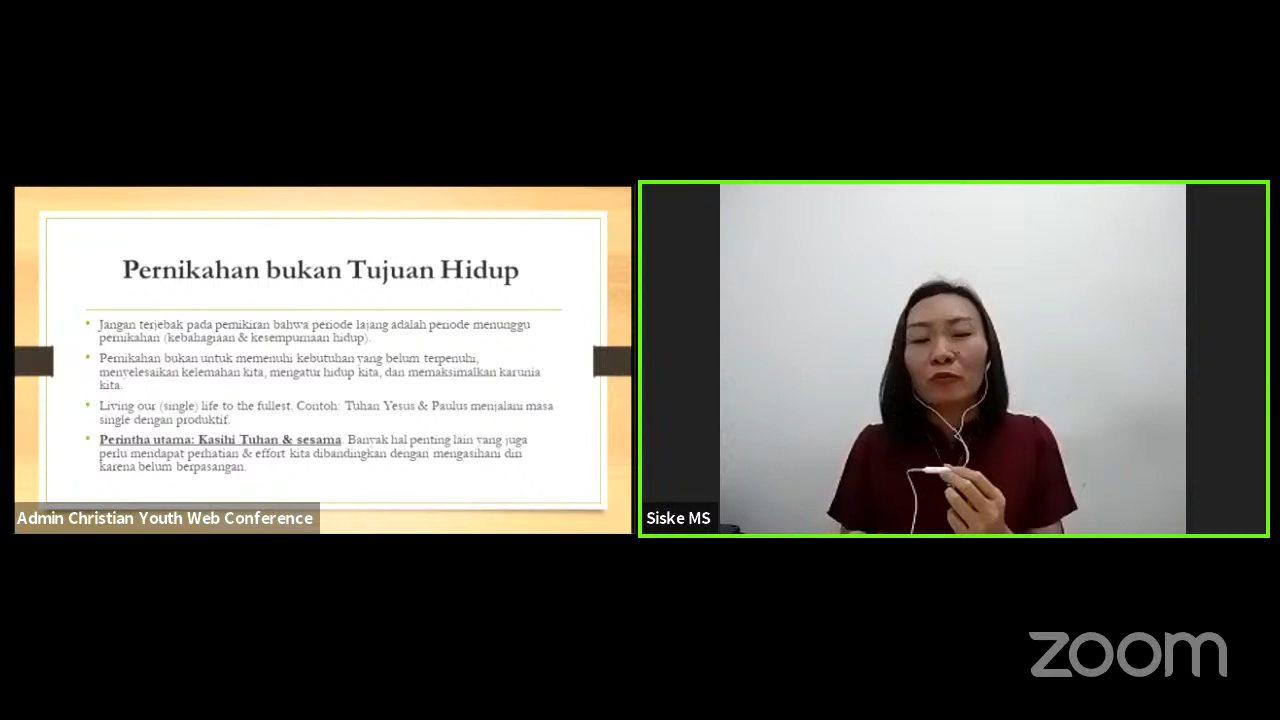 Pernikahan bukan Tujuan Hidup
• Jangan terjebak pada pemikiran bahwa periode lajang adalah periode menunggu
pernikahan (kebahagiaan & kesempurnaan hidup).
• Pernikahan bukan untuk memenuhi kebutuhan yang belum terpenuhi,
menyelesaikan kelemahan kita, mengatur hidup kita, dan memaksimalkan karunia
kita.
• Living our (single) life to the fullest. Contoh: Tuhan Yesus & Paulus menjalani masa
single dengan produktif.
• Perintha utama: Kasihi Tuhan & sesama. Banyak hal penting lain yang juga
perlu mendapat perhatian & effort kita dibandingkan dengan mengasihani diri
karena belum berpasangan.
Admin Christian Youth Web Conference
Siske MS
zoom